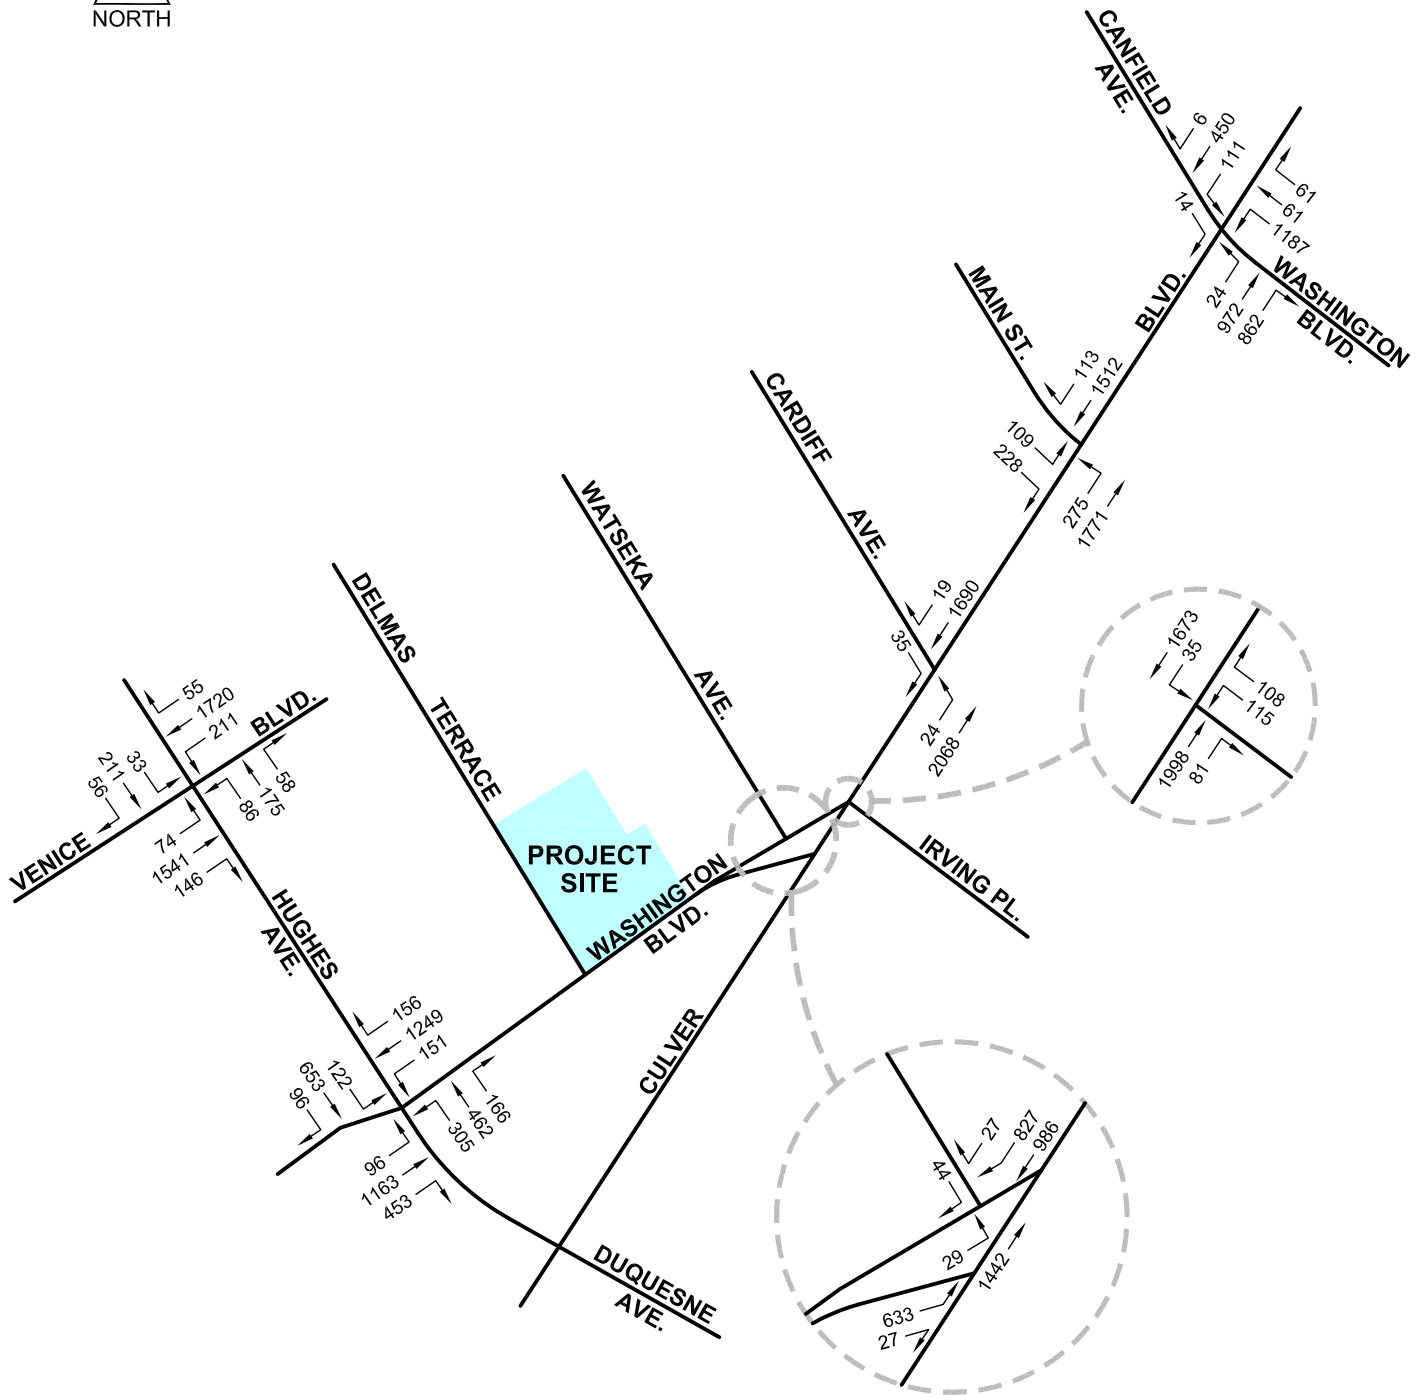 NORTH
CANFIELD
AVE.
6
450
111
14
61
61
1187
24
972
862
WASHINGTON
BLVD.
BLVD.
MAIN ST.
113
1512
109
228
275
1771
CARDIFF
AVE.
19
1690
35
24
2068
WATSEKA
AVE.
DELMAS
TERRACE
1673
35
108
115
1998
81
55
1720
211
BLVD.
33
211
56
58
175
86
74
1541
146
VENICE
HUGHES
AVE.
PROJECT
SITE
WASHINGTON
BLVD.
IRVING PL.
CULVER
156
1249
151
122
653
96
166
462
305
96
1163
453
DUQUESNE
AVE.
27
827
986
44
29
1442
633
27